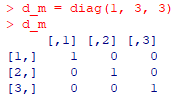 > d_m = diag(1, 3, 3)
> d_m
[,1] [,2] [,3]
[1,] 1 0 0
[2,] 0 1 0
[3,] 0 0 1